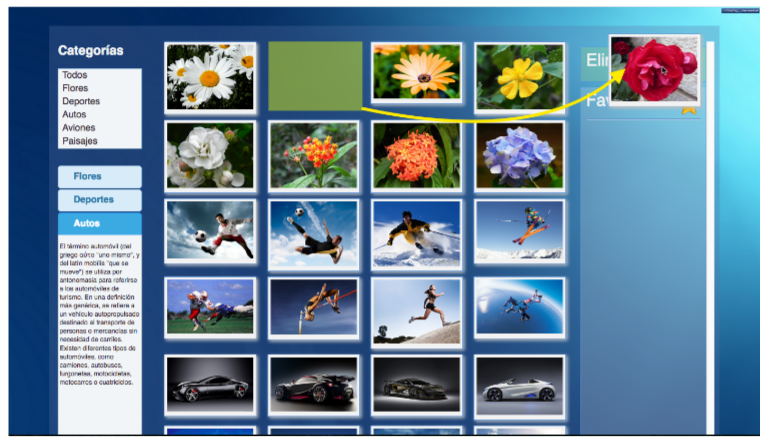 Categorías
Todos
Flores
Deportes
Autos
Aviones
Paisajes
Flores
Deportes
Autos
El término automóvil (del
griego αὐτο "uno mismo", y
del latín mobilis "que se
mueve") se utiliza por
antonomasia para referirse
a los automóviles de
turismo. En una definición
más genérica, se refiere a
un vehículo autopropulsado
destinado al transporte de
personas o mercancías sin
necesidad de carriles.
Existen diferentes tipos de
automóviles, como
camiones, autobuses,
furgonetas, motocicletas,
motocarros o cuatriciclos.
Eli
Fav